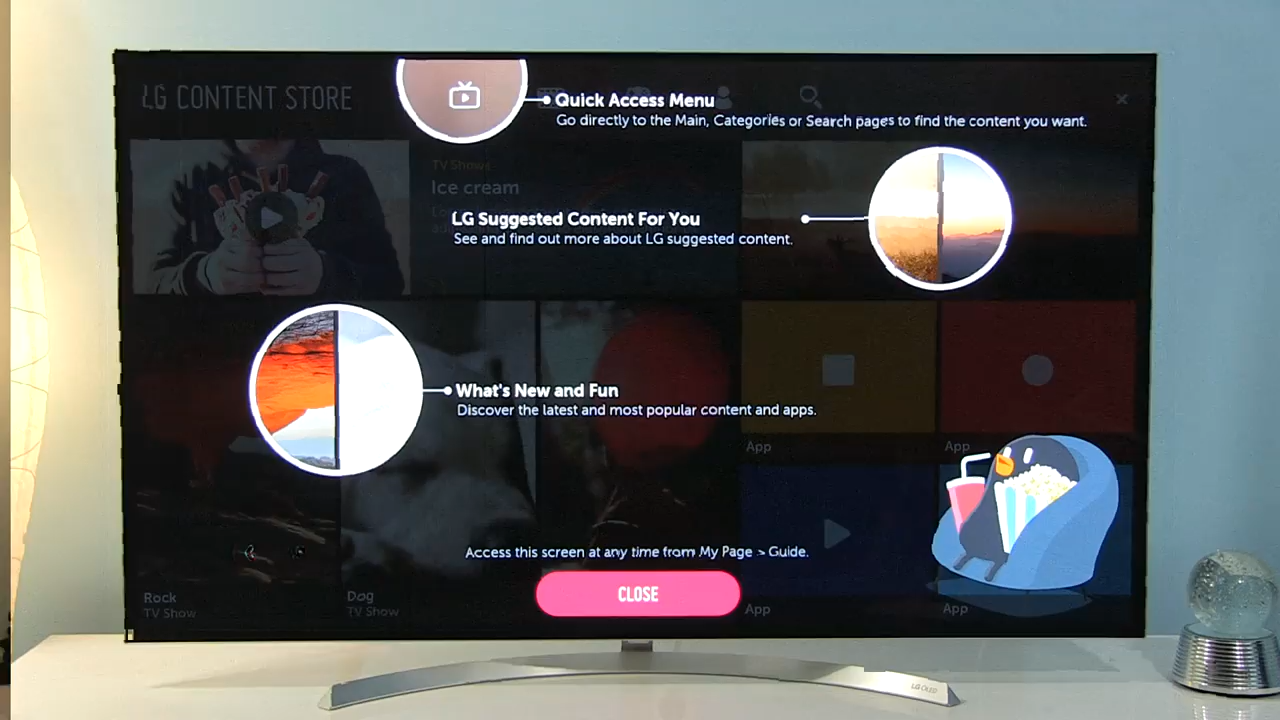 LG CONTENT STORE
Quick Access Menu
Go directly to the Main, Categories or Search pages to find the content you want.
TV Shows
Ice cream
LG Suggested Content For You
See and find out more about LG suggested content.
What's New and Fun
Discover the latest and most popular content and apps.
App
App
Access this screen at any time from My Page > Guide.
CLOSE
Rock
TV Show
Dog
TV Show
App
App
LG OLED